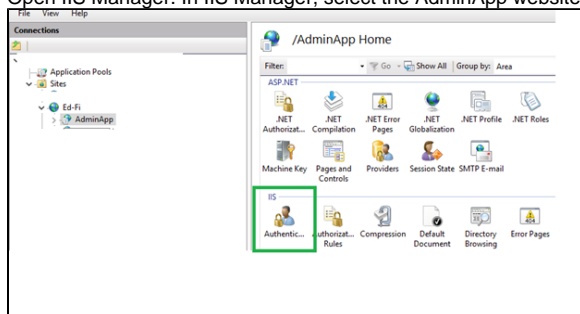 Open IIS Manager. In IIS Manager, select the AdminApp website
File View Help
Connections
Application Pools
Sites
Ed-Fi
AdminApp
/AdminApp Home
Filter: Go Show All Group by: Area
ASP.NET
.NET Authorizat... .NET Compilation .NET Error Pages .NET Globalization .NET Profile .NET Roles
Machine Key Pages and Controls Providers Session State SMTP E-mail
IIS
Authentic... Authorizat... Rules Compression Default Document Directory Browsing Error Pages